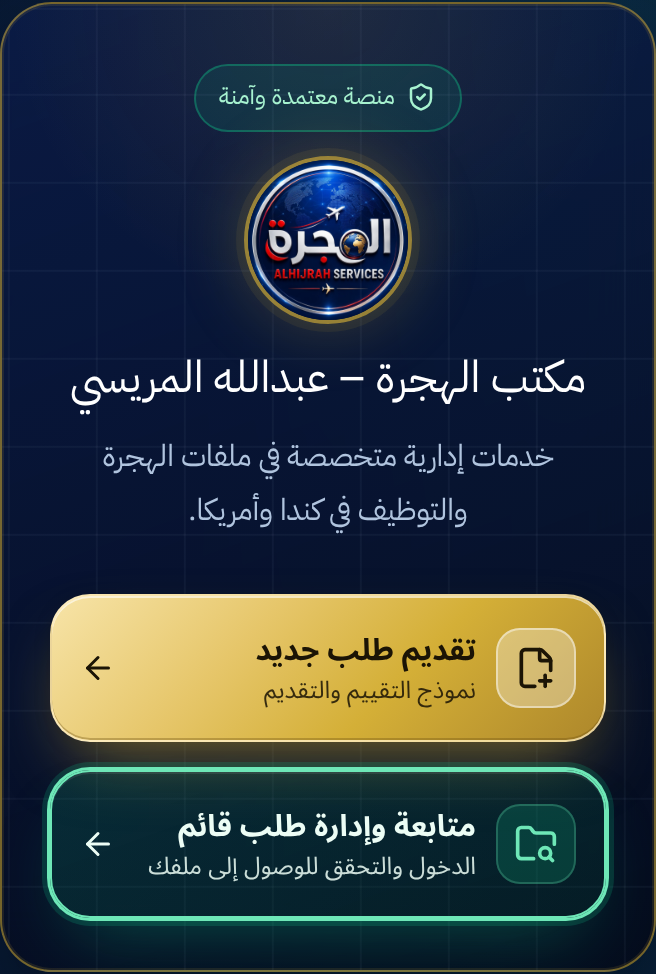 منصة معتمدة وآمنة
الهجرة
ALHIJRAH SERVICES
مكتب الهجرة – عبدالله المريسي
خدمات إدارية متخصصة في ملفات الهجرة
والتوظيف في كندا وأمريكا.
تقديم طلب جديد
نموذج التقييم والتقديم
متابعة وإدارة طلب قائم
الدخول والتحقق للوصول إلى ملفك